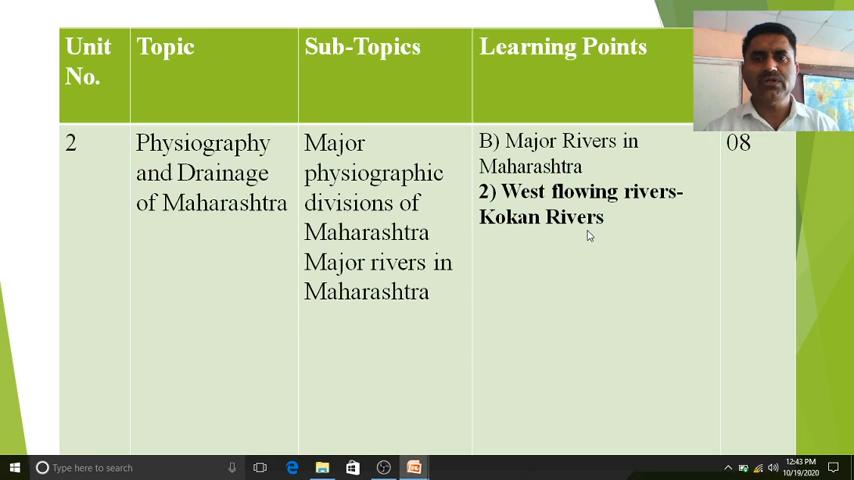 Unit
No.
Topic
Sub-Topics
Learning Points
2
Physiography
and Drainage
of Maharashtra
Major
physiographic
divisions of
Maharashtra
Major rivers in
Maharashtra
B) Major Rivers in
Maharashtra
2) West flowing rivers-
Kokan Rivers
08
Type here to search
12:43 PM
10/19/2020